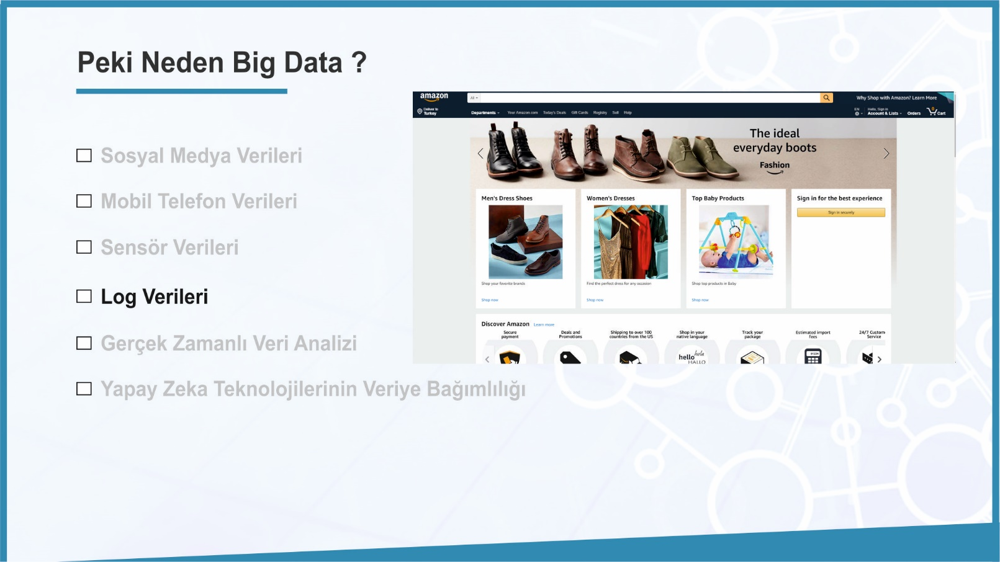 Peki Neden Big Data ?
Sosyal Medya Verileri
Mobil Telefon Verileri
Sensör Verileri
Log Verileri
Gerçek Zamanlı Veri Analizi
Yapay Zeka Teknolojilerinin Veriye Bağımlılığı
amazon
All
Why Shop with Amazon? Learn More
Deliver to
Turkey
Departments
Your Amazon.com Today's Deals Gift Cards Registry Sell Help
EN
Hello, Sign in
Account & Lists
Orders
0
Cart
The ideal
everyday boots
Fashion
Men's Dress Shoes
Shop your favorite brands
Shop now
Women's Dresses
Find the perfect dress for any occasion
Shop now
Top Baby Products
Shop top products in Baby
Shop now
Sign in for the best experience
Sign in securely
Discover Amazon Learn more
Secure
payment
Deals and
Promotions
Shipping to over 100
countries from the US
Shop in your
native language
hello hola
HALLO
Track your
package
Estimated import
fees
01234
24/7 Custom
Service